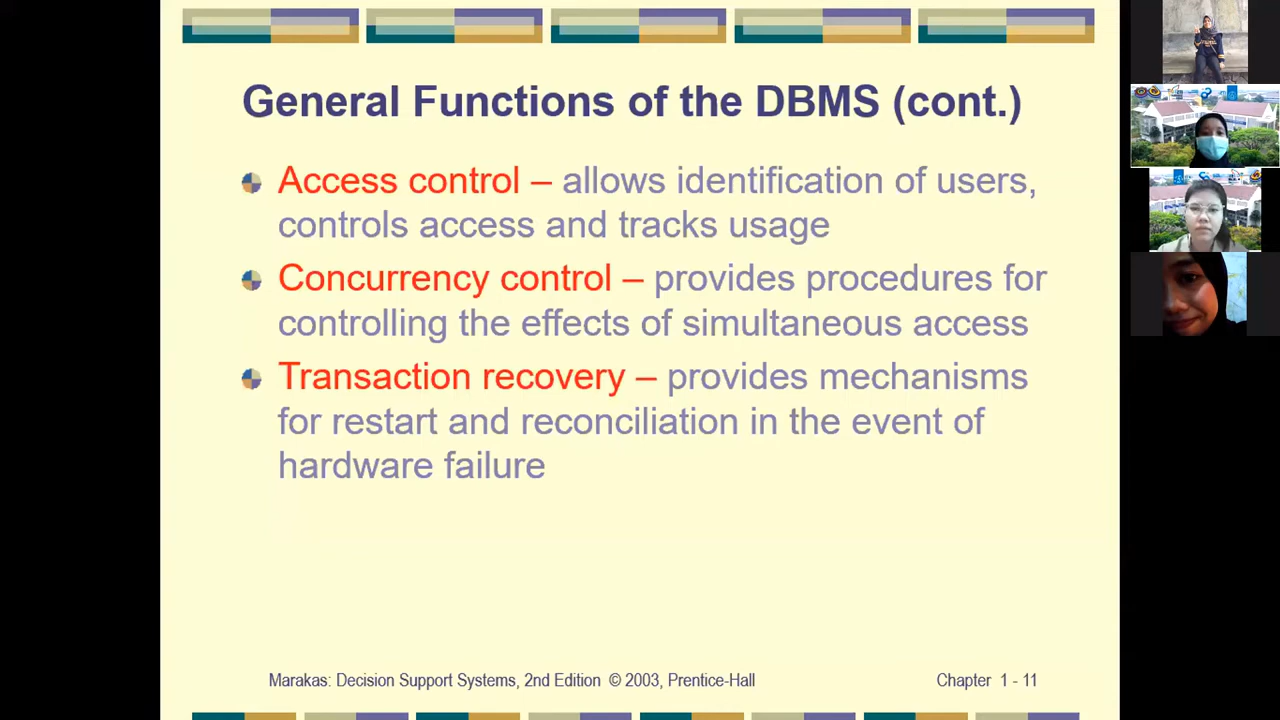 General Functions of the DBMS (cont.)
Access control – allows identification of users,
controls access and tracks usage
Concurrency control – provides procedures for
controlling the effects of simultaneous access
Transaction recovery – provides mechanisms
for restart and reconciliation in the event of
hardware failure
Marakas: Decision Support Systems, 2nd Edition © 2003, Prentice-Hall
Chapter 1 - 11